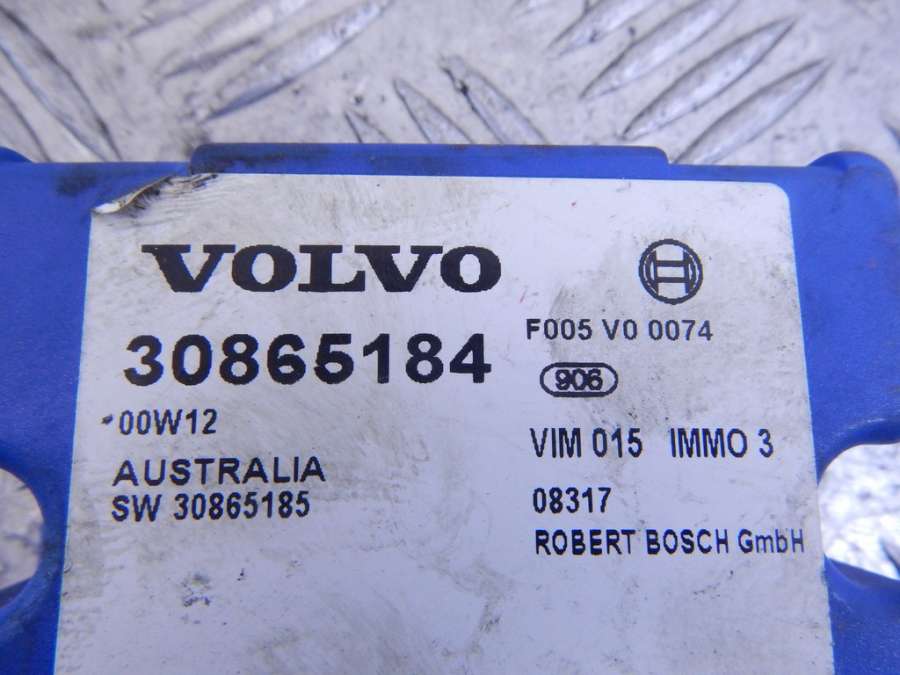 VOLVO
30865184
00W12
AUSTRALIA
SW 30865185
F005 V0 0074
906
VIM 015 IMMO 3
08317
ROBERT BOSCH GmbH